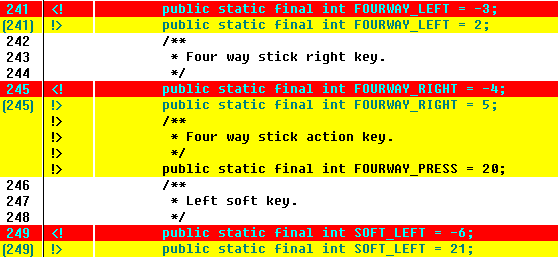 241 <! public static final int FOURWAY_LEFT = -3;
(241) !> public static final int FOURWAY_LEFT = 2;
242 /**
243 * Four way stick right key.
244 */
245 <! public static final int FOURWAY_RIGHT = -4;
(245) !> public static final int FOURWAY_RIGHT = 5;
!> /**
!> * Four way stick action key.
!> */
!> public static final int FOURWAY_PRESS = 20;
246 /**
247 * Left soft key.
248 */
249 <! public static final int SOFT_LEFT = -6;
(249) !> public static final int SOFT_LEFT = 21;